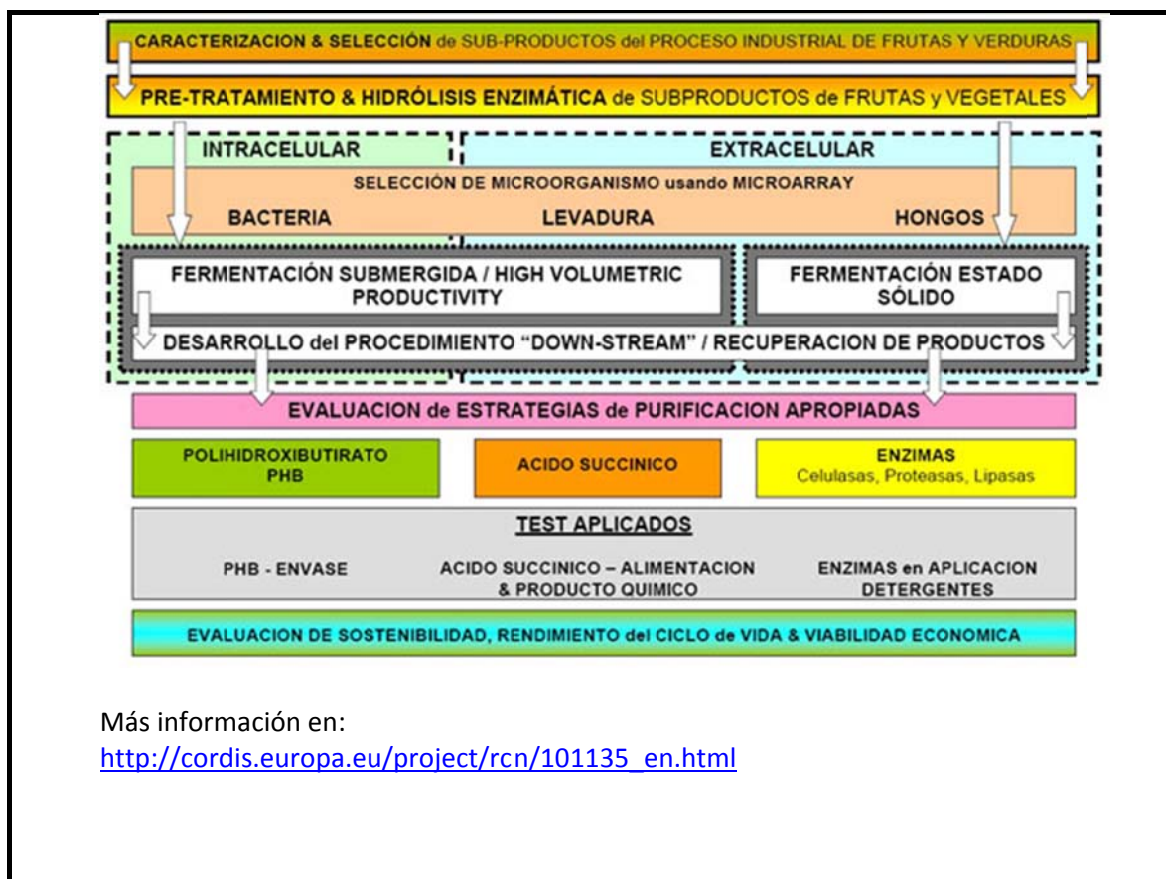 CARACTERIZACION & SELECCIÓN de SUB-PRODUCTOS del PROCESO INDUSTRIAL DE FRUTAS Y VERDURAS
PRE-TRATAMIENTO & HIDRÓLISIS ENZIMÁTICA de SUBPRODUCTOS de FRUTAS y VEGETALES
INTRACELULAR
EXTRACELULAR
SELECCIÓN DE MICROORGANISMO usando MICROARRAY
BACTERIA
LEVADURA
HONGOS
FERMENTACIÓN SUBMERGIDA / HIGH VOLUMETRIC
PRODUCTIVITY
FERMENTACIÓN ESTADO
SÓLIDO
DESARROLLO del PROCEDIMIENTO “DOWN-STREAM” / RECUPERACION DE PRODUCTOS
EVALUACION de ESTRATEGIAS de PURIFICACION APROPIADAS
POLIHIDROXIBUTIRATO
PHB
ACIDO SUCCINICO
ENZIMAS
Celulasas, Proteasas, Lipasas
TEST APLICADOS
PHB - ENVASE
ACIDO SUCCINICO – ALIMENTACION
& PRODUCTO QUIMICO
ENZIMAS en APLICACION
DETERGENTES
EVALUACION DE SOSTENIBILIDAD, RENDIMIENTO del CICLO de VIDA & VIABILIDAD ECONOMICA
Más información en:
http://cordis.europa.eu/project/rcn/101135_en.html